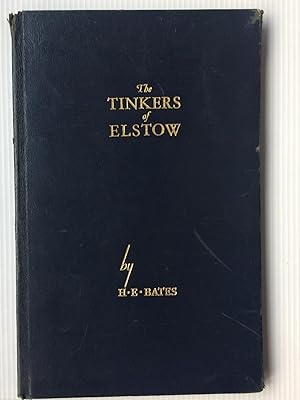 The
TINKERS
of
ELSTOW
by
H·E·BATES